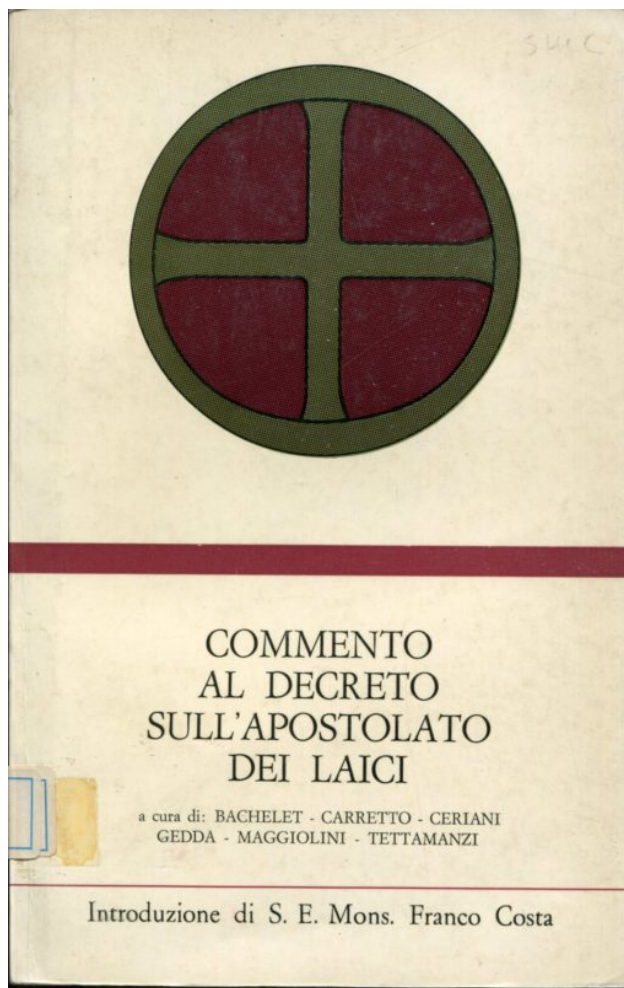 COMMENTO
AL DECRETO
SULL'APOSTOLATO
DEI LAICI
a cura di: BACHELET - CARRETTO - CERIANI
GEDDA - MAGGIOLINI - TETTAMANZI
Introduzione di S. E. Mons. Franco Costa